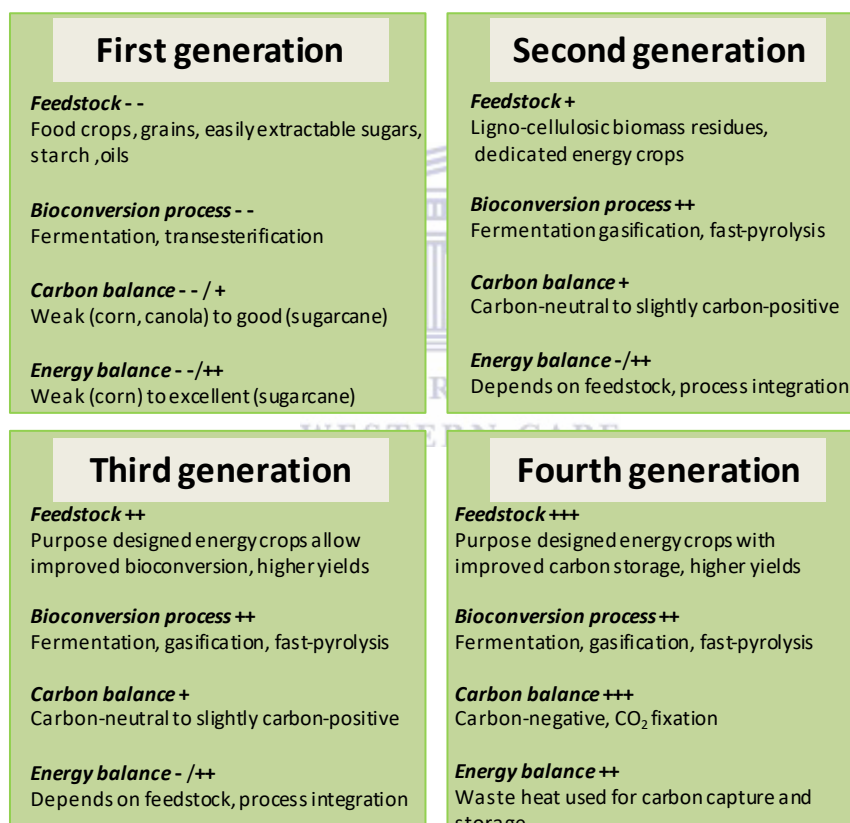 First generation
Feedstock - -
Food crops, grains, easily extractable sugars,
starch ,oils
Bioconversion process - -
Fermentation, transesterification
Carbon balance - - / +
Weak (corn, canola) to good (sugarcane)
Energy balance - -/++
Weak (corn) to excellent (sugarcane)
Second generation
Feedstock +
Ligno-cellulosic biomass residues,
dedicated energy crops
Bioconversion process ++
Fermentation gasification, fast-pyrolysis
Carbon balance +
Carbon-neutral to slightly carbon-positive
Energy balance -/++
Depends on feedstock, process integration
WESTERN CAPE
Third generation
Feedstock ++
Purpose designed energy crops allow
improved bioconversion, higher yields
Bioconversion process ++
Fermentation, gasification, fast-pyrolysis
Carbon balance +
Carbon-neutral to slightly carbon-positive
Energy balance - /++
Depends on feedstock, process integration
Fourth generation
Feedstock +++
Purpose designed energy crops with
improved carbon storage, higher yields
Bioconversion process ++
Fermentation, gasification, fast-pyrolysis
Carbon balance +++
Carbon-negative, CO₂ fixation
Energy balance ++
Waste heat used for carbon capture and
storage